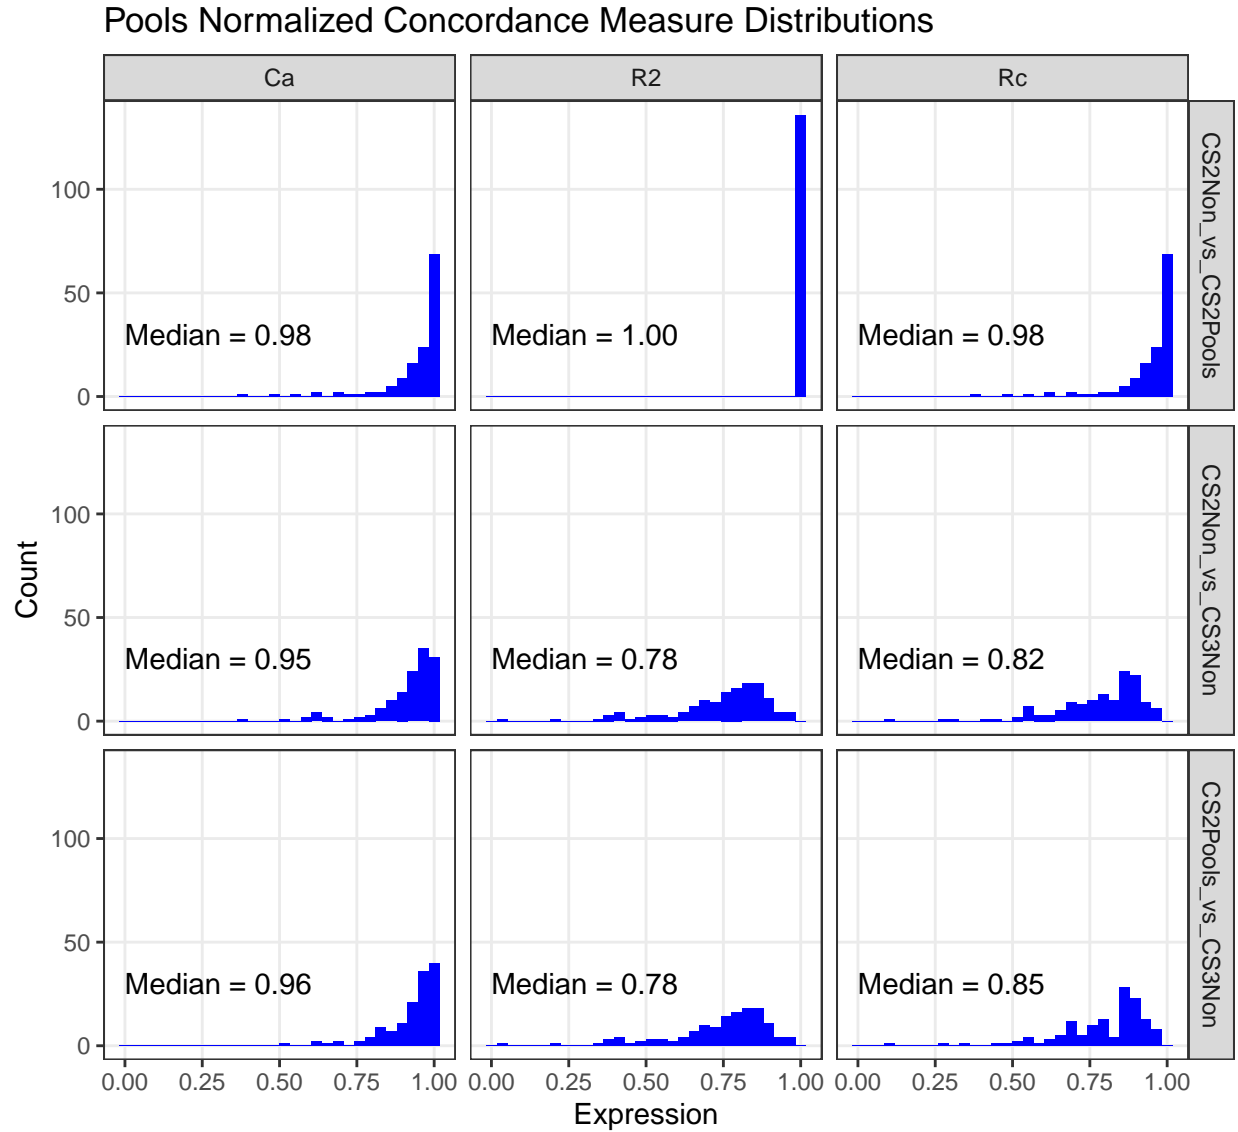 Pools Normalized Concordance Measure Distributions
Ca
R2
Rc
CS2Non_vs_CS2Pools
100
50
0
Median = 0.98
Median = 1.00
Median = 0.98
CS2Non_vs_CS3Non
100
50
0
Median = 0.95
Median = 0.78
Median = 0.82
CS2Pools_vs_CS3Non
100
50
0
Median = 0.96
Median = 0.78
Median = 0.85
Count
0.00 0.25 0.50 0.75 1.00
0.00 0.25 0.50 0.75 1.00
0.00 0.25 0.50 0.75 1.00
Expression